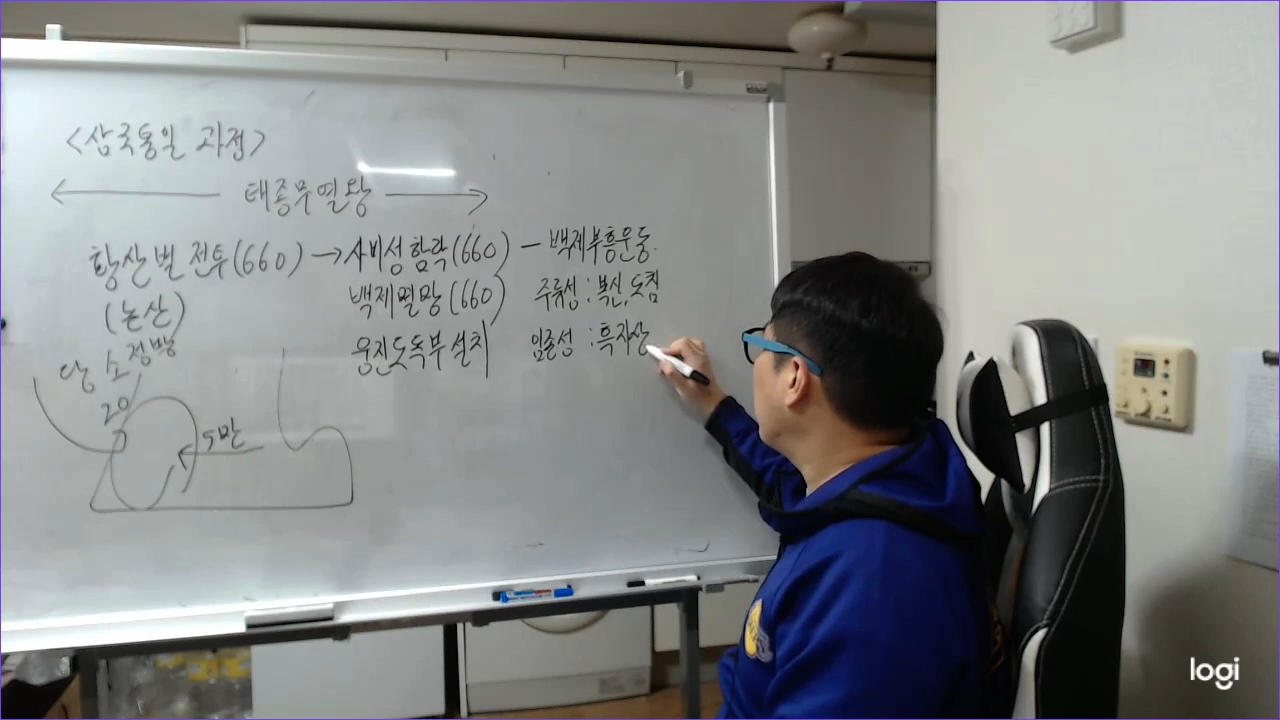 <삼국통일 과정>
← 태종무열왕 →
황산벌 전투(660) → 사비성 함락(660) - 백제부흥운동.
(논산) 백제멸망(660) 주류성 : 복신, 도침
웅진도독부 설치 임존성 : 흑치상
당 소정방
20
5만
logi